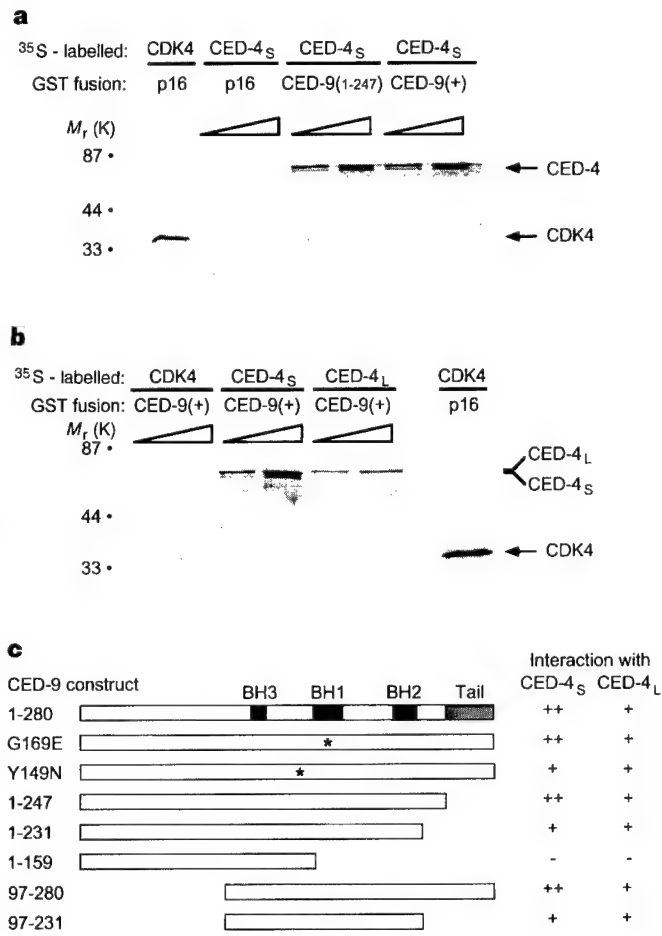 a
35S - labelled: CDK4 CED-4S CED-4S CED-4S
GST fusion: p16 p16 CED-9(1-247) CED-9(+)
Mr (K)
87
CED-4
44
CDK4
33
b
35S - labelled: CDK4 CED-4S CED-4L CDK4
GST fusion: CED-9(+) CED-9(+) CED-9(+) p16
Mr (K)
87
CED-4L
CED-4S
44
CDK4
33
c
Interaction with
CED-9 construct BH3 BH1 BH2 Tail CED-4S CED-4L
1-280 ++ +
G169E * ++ +
Y149N * + +
1-247 ++ +
1-231 + +
1-159 - -
97-280 ++ +
97-231 + +